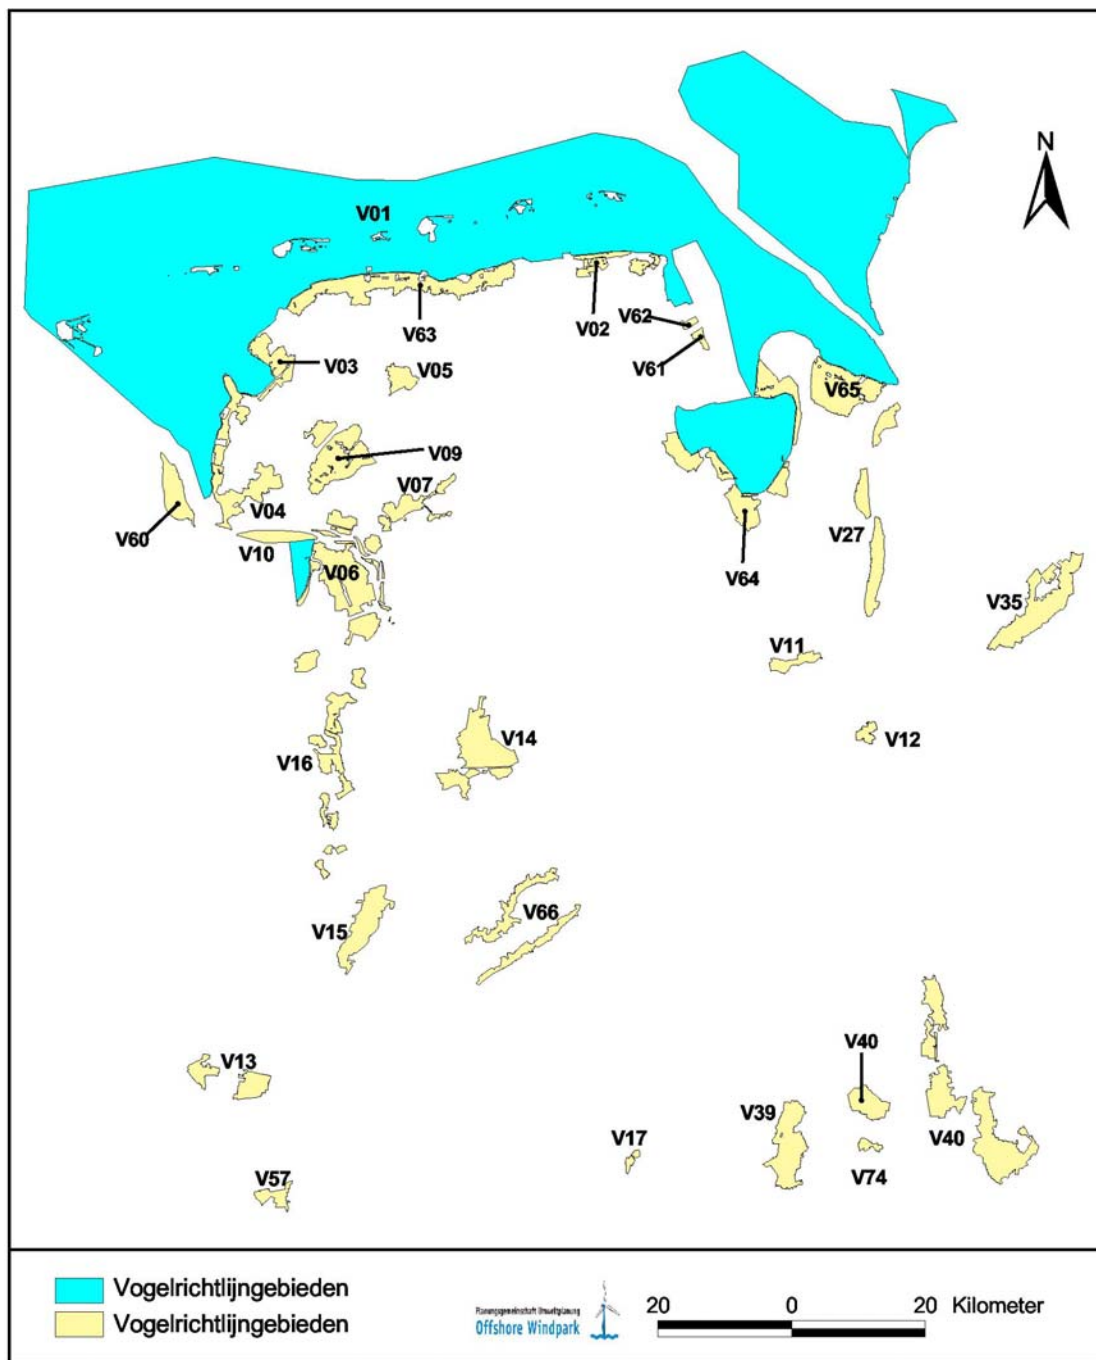 N
V01
V63
V02
V62
V61
V03
V05
V65
V09
V07
V04
V60
V10
V06
V27
V64
V35
V11
V12
V14
V16
V66
V15
V13
V40
V39
V40
V17
V74
V57
Vogelrichtlijngebieden
Vogelrichtlijngebieden
Planungsgemeinschaft Umweltplanung
Offshore Windpark
20 0 20 Kilometer